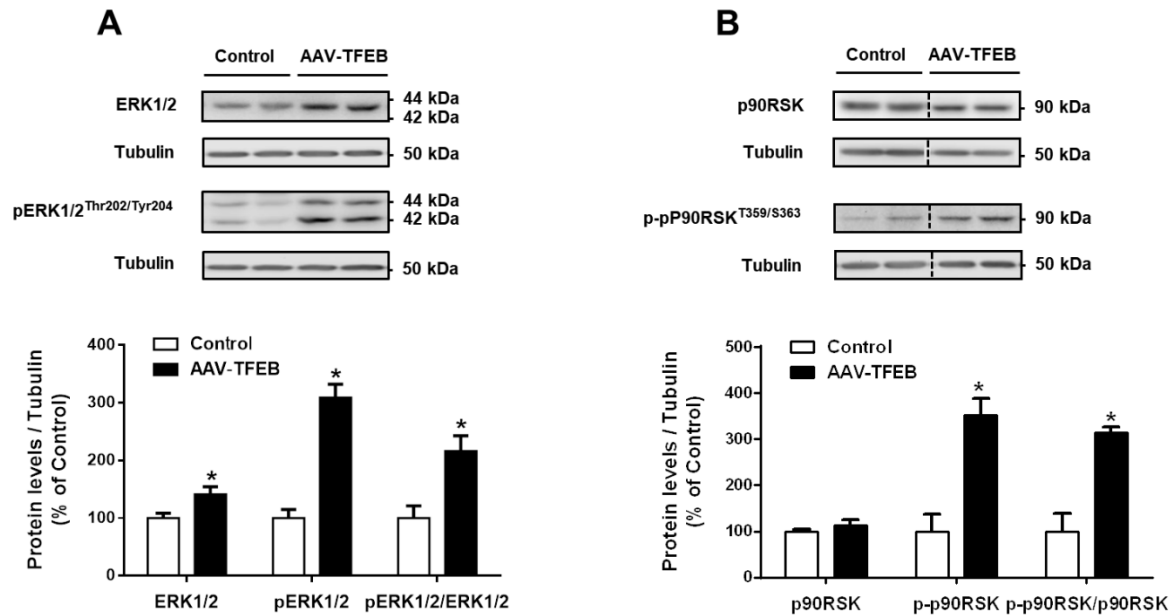 A
Control AAV-TFEB
ERK1/2
44 kDa
42 kDa
Tubulin
50 kDa
pERK1/2Thr202/Tyr204
44 kDa
42 kDa
Tubulin
50 kDa
Protein levels / Tubulin
(% of Control)
Control
AAV-TFEB
400
300
200
100
0
* * *
ERK1/2 pERK1/2 pERK1/2/ERK1/2
B
Control AAV-TFEB
p90RSK
90 kDa
Tubulin
50 kDa
p-pP90RSKT359/S363
90 kDa
Tubulin
50 kDa
Protein levels / Tubulin
(% of Control)
Control
AAV-TFEB
500
400
300
200
100
0
* *
p90RSK p-p90RSK p-p90RSK/p90RSK